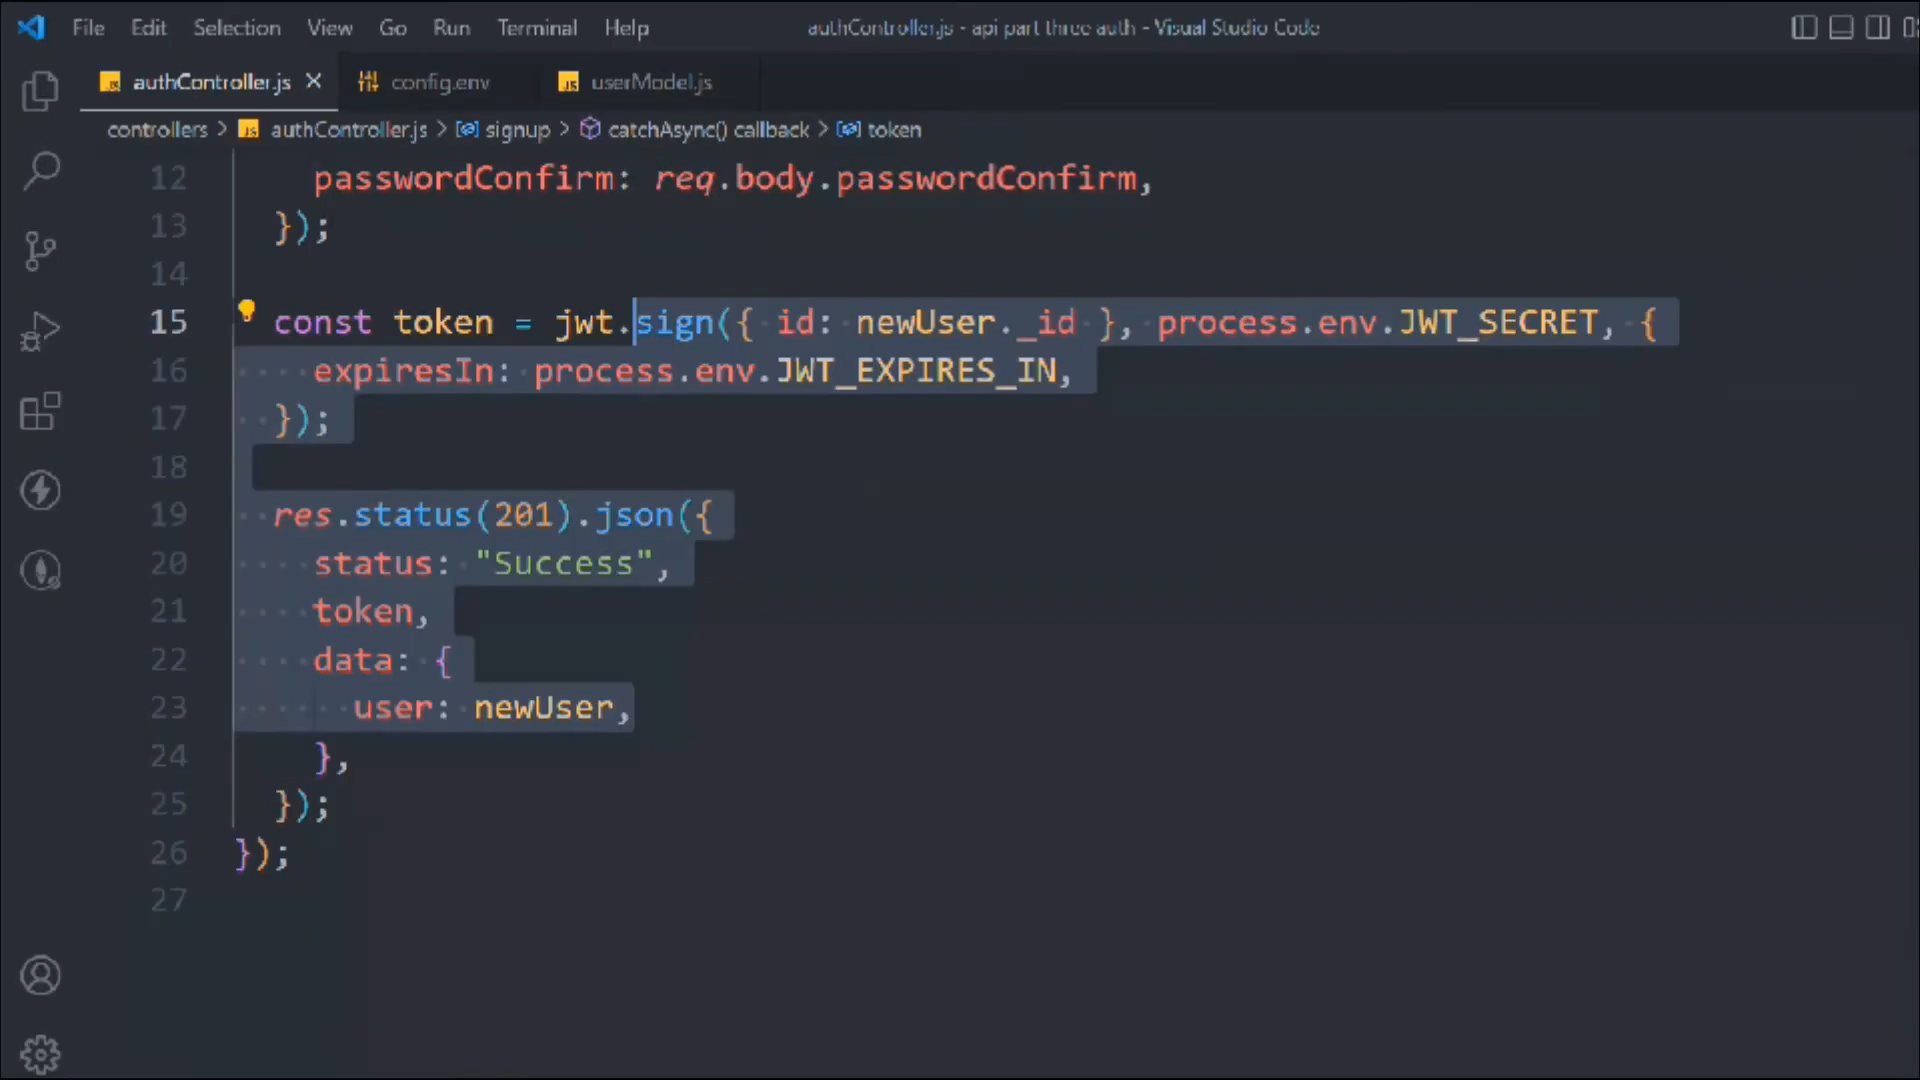 File Edit Selection View Go Run Terminal Help authController.js - api part three auth - Visual Studio Code
authController.js config.env userModel.js
controllers > authController.js > signup > catchAsync() callback > token
12 passwordConfirm: req.body.passwordConfirm,
13 });
14
15 const token = jwt.sign({ id: newUser._id }, process.env.JWT_SECRET, {
16 expiresIn: process.env.JWT_EXPIRES_IN,
17 });
18
19 res.status(201).json({
20 status: "Success",
21 token,
22 data: {
23 user: newUser,
24 },
25 });
26 });
27